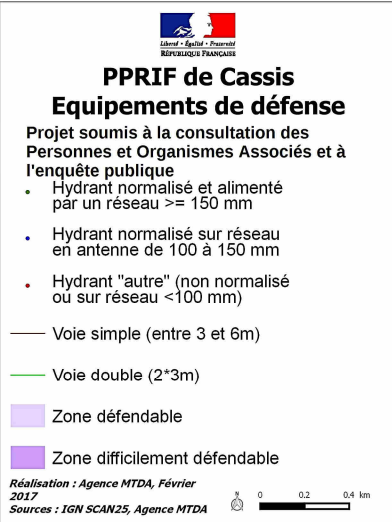 Liberté • Égalité • Fraternité
RÉPUBLIQUE FRANÇAISE
PPRIF de Cassis
Equipements de défense
Projet soumis à la consultation des
Personnes et Organismes Associés et à
l'enquête publique
Hydrant normalisé et alimenté
par un réseau >= 150 mm
Hydrant normalisé sur réseau
en antenne de 100 à 150 mm
Hydrant "autre" (non normalisé
ou sur réseau <100 mm)
Voie simple (entre 3 et 6m)
Voie double (2*3m)
Zone défendable
Zone difficilement défendable
Réalisation : Agence MTDA, Février
2017
Sources : IGN SCAN25, Agence MTDA
N
0 0.2 0.4 km